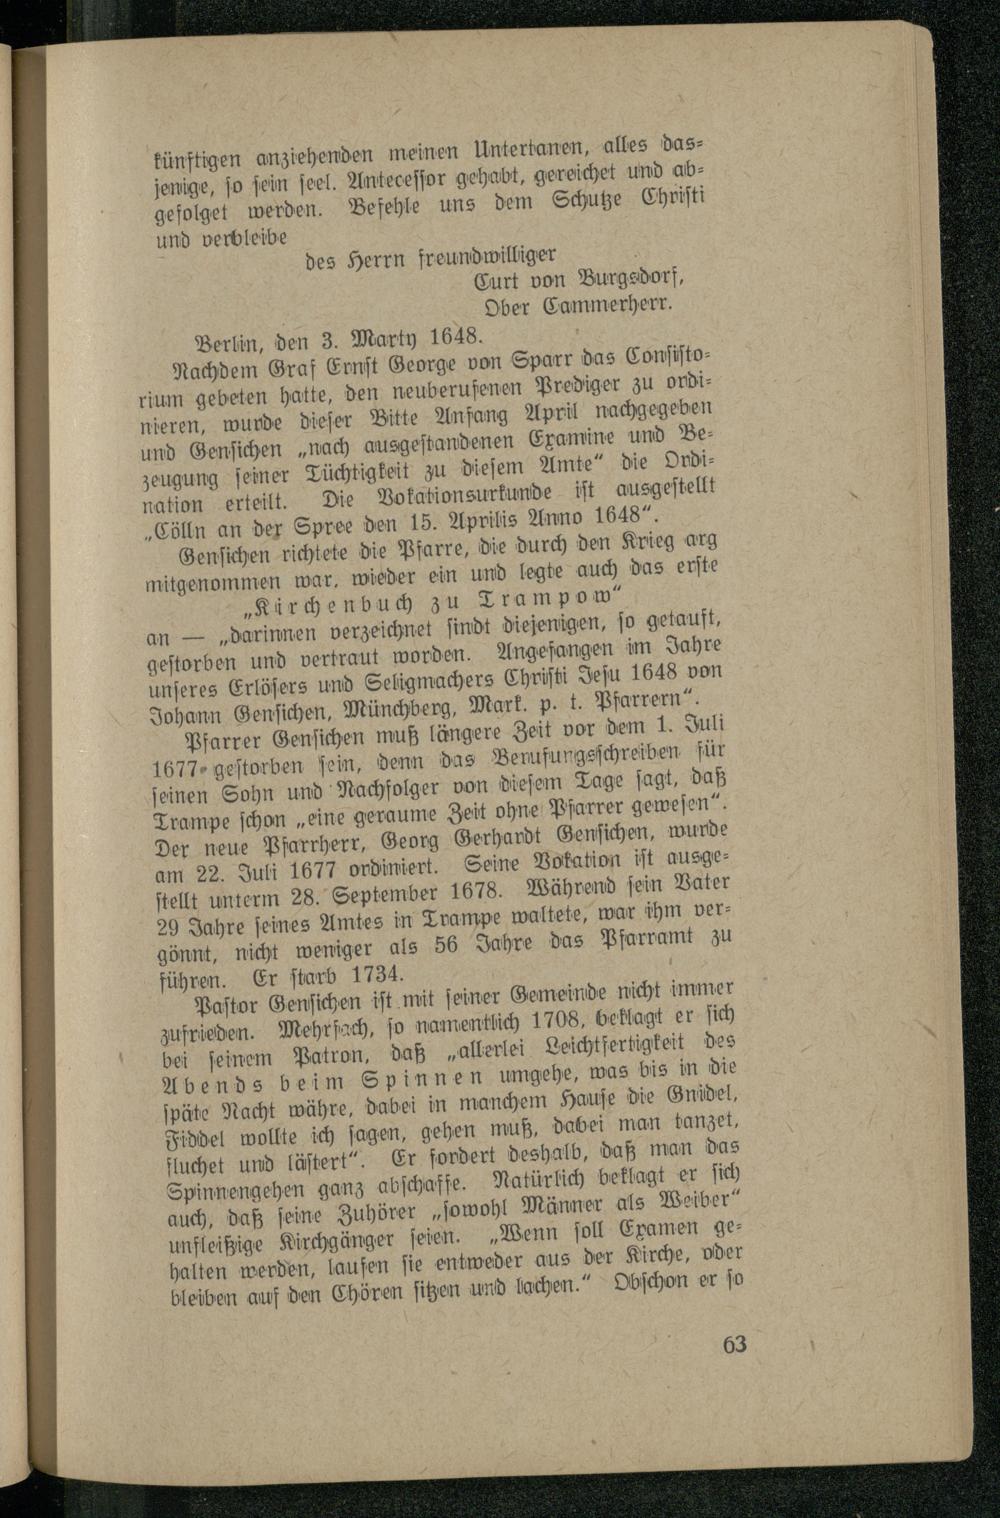 künftigen anziehenden meinen Untertanen, alles das-
jenige, so sein seel. Antecessor gehabt, gereichet und ab-
gefolget werden. Befehle uns dem Schutze Christi
und verbleibe
des Herrn freundwilliger
Curt von Burgsdorf,
Ober Cammerherr.
Berlin, den 3. Marty 1648.
Nachdem Graf Ernst George von Sparr das Consisto-
rium gebeten hatte, den neuberufenen Prediger zu ordi-
nieren, wurde dieser Bitte Anfang April nachgegeben
und Gensichen „nach ausgestandenen Examine und Be-
zeugung seiner Tüchtigkeit zu diesem Amte“ die Ordi-
nation erteilt. Die Vokationsurkunde ist ausgestellt
„Cölln an der Spree den 15. Aprilis Anno 1648“.
Gensichen richtete die Pfarre, die durch den Krieg arg
mitgenommen war, wieder ein und legte auch das erste
„Kirchenbuch zu Trampow“
an — „darinnen verzeichnet sindt diejenigen, so getauft,
gestorben und vertraut worden. Angefangen im Jahre
unseres Erlösers und Seligmachers Christi Jesu 1648 von
Johann Gensichen, Münchberg, Mark. p. t. Pfarrern“.
Pfarrer Gensichen muß längere Zeit vor dem 1. Juli
1677 gestorben sein, denn das Berufungsschreiben für
seinen Sohn und Nachfolger von diesem Tage sagt, daß
Trampe schon „eine geraume Zeit ohne Pfarrer gewesen“.
Der neue Pfarrherr, Georg Gerhardt Gensichen, wurde
am 22. Juli 1677 ordiniert. Seine Vokation ist ausge-
stellt unterm 28. September 1678. Während sein Vater
29 Jahre seines Amtes in Trampe waltete, war ihm ver-
gönnt, nicht weniger als 56 Jahre das Pfarramt zu
führen. Er starb 1734.
Pastor Gensichen ist mit seiner Gemeinde nicht immer
zufrieden. Mehrfach, so namentlich 1708, beklagt er sich
bei seinem Patron, daß „allerlei Leichtfertigkeit des
Abends beim Spinnen umgehe, was bis in die
späte Nacht währe, dabei in manchem Hause die Gnidel,
Fiddel wollte ich sagen, gehen muß, dabei man tanzet,
fluchet und lästert“. Er fordert deshalb, daß man das
Spinnengehen ganz abschaffe. Natürlich beklagt er sich
auch, daß seine Zuhörer „sowohl Männer als Weiber“
unfleißige Kirchgänger seien. „Wenn soll Examen ge-
halten werden, laufen sie entweder aus der Kirche, oder
bleiben auf den Chören sitzen und lachen.“ Obschon er so
63